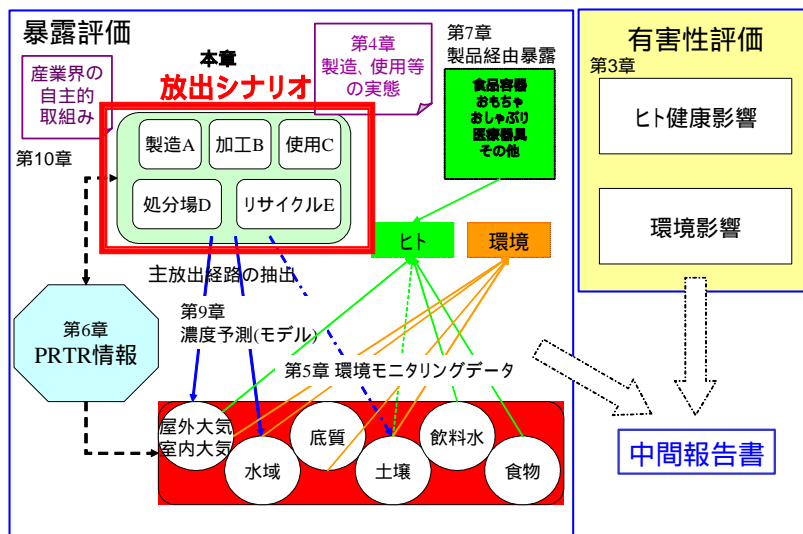 暴露評価
産業界の
自主的
取組み
第10章
本章
放出シナリオ
第4章
製造、使用等
の実態
第7章
製品経由暴露
食品容器
おもちゃ
おしゃぶり
医療器具
その他
製造A
加工B
使用C
処分場D
リサイクルE
ヒト
環境
主放出経路の抽出
第9章
濃度予測(モデル)
第6章
PRTR情報
第5章 環境モニタリングデータ
屋外大気
室内大気
水域
底質
土壌
飲料水
食物
有害性評価
第3章
ヒト健康影響
環境影響
中間報告書